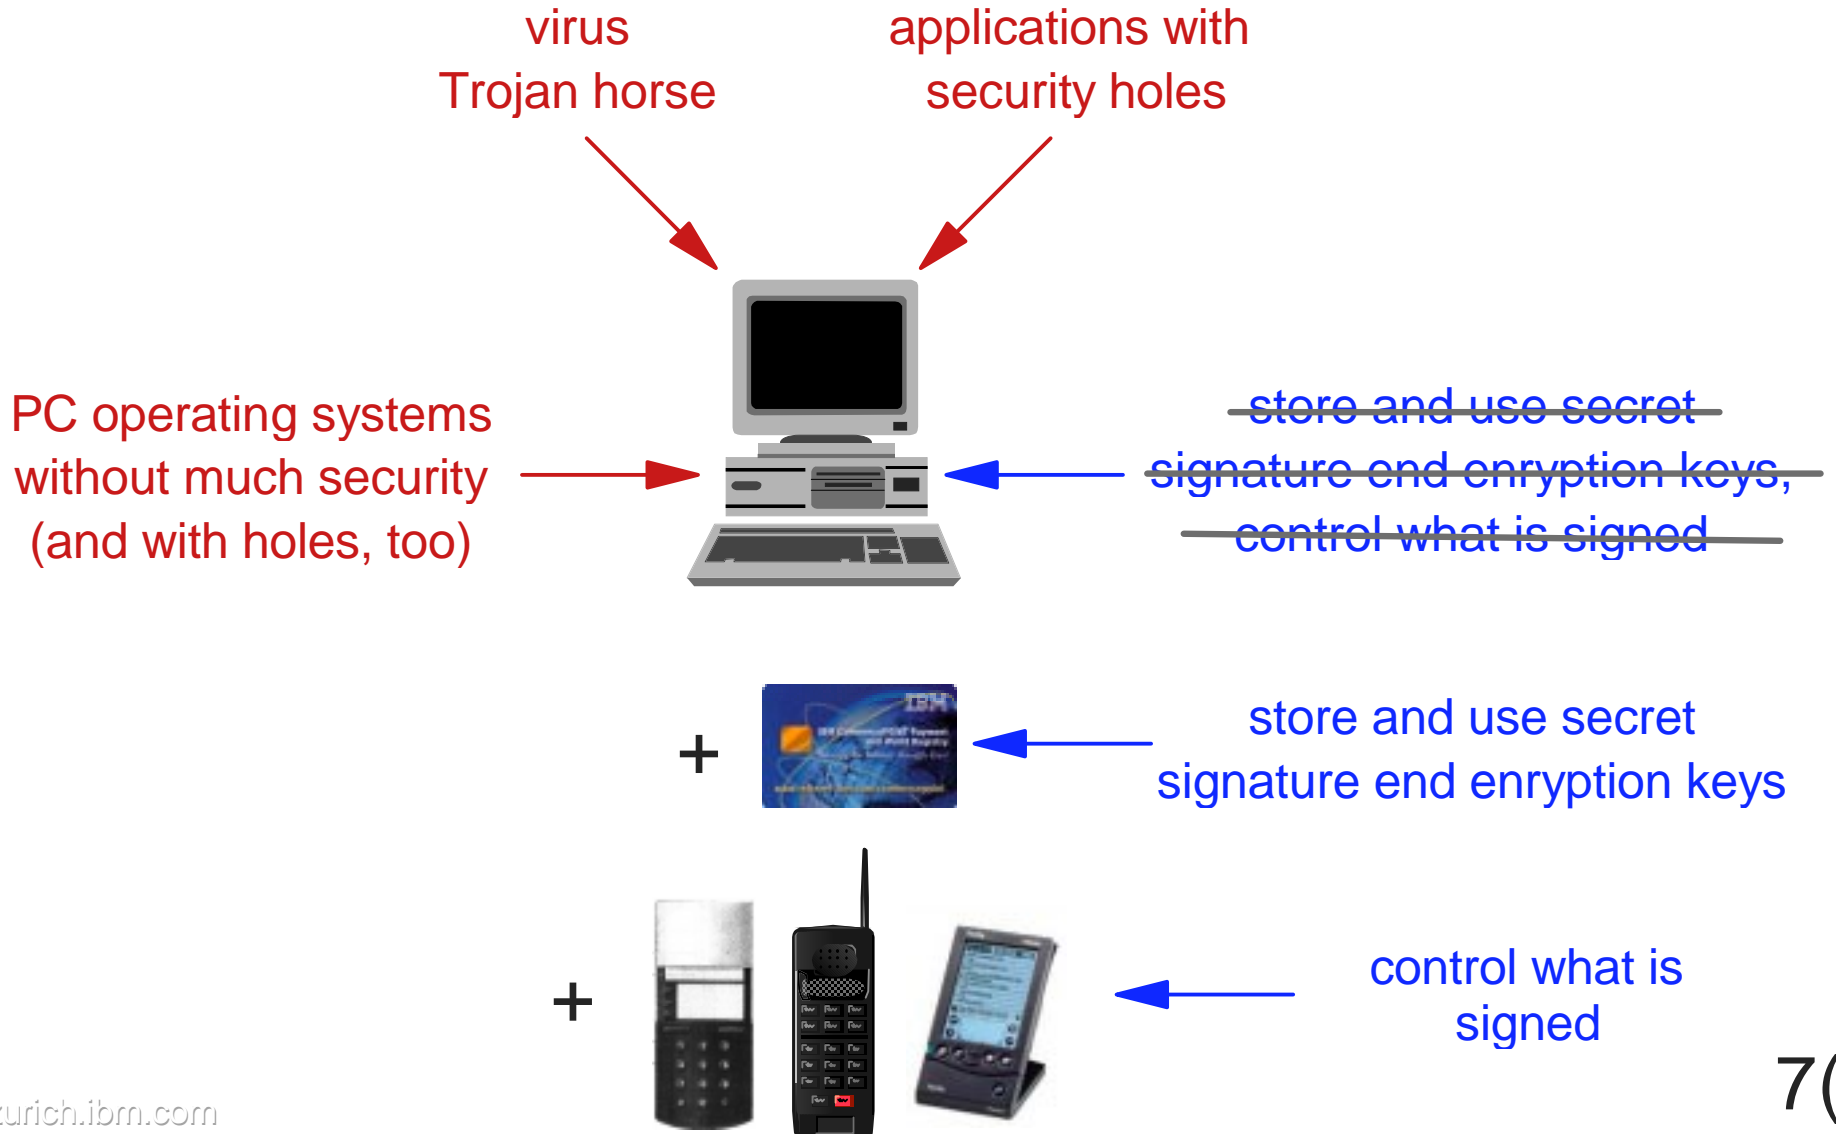 virus
Trojan horse
applications with
security holes
PC operating systems
without much security
(and with holes, too)
store and use secret
signature end enryption keys,
control what is signed
+
IBM
store and use secret
signature end enryption keys
+
control what is
signed
zurich.ibm.com
7(